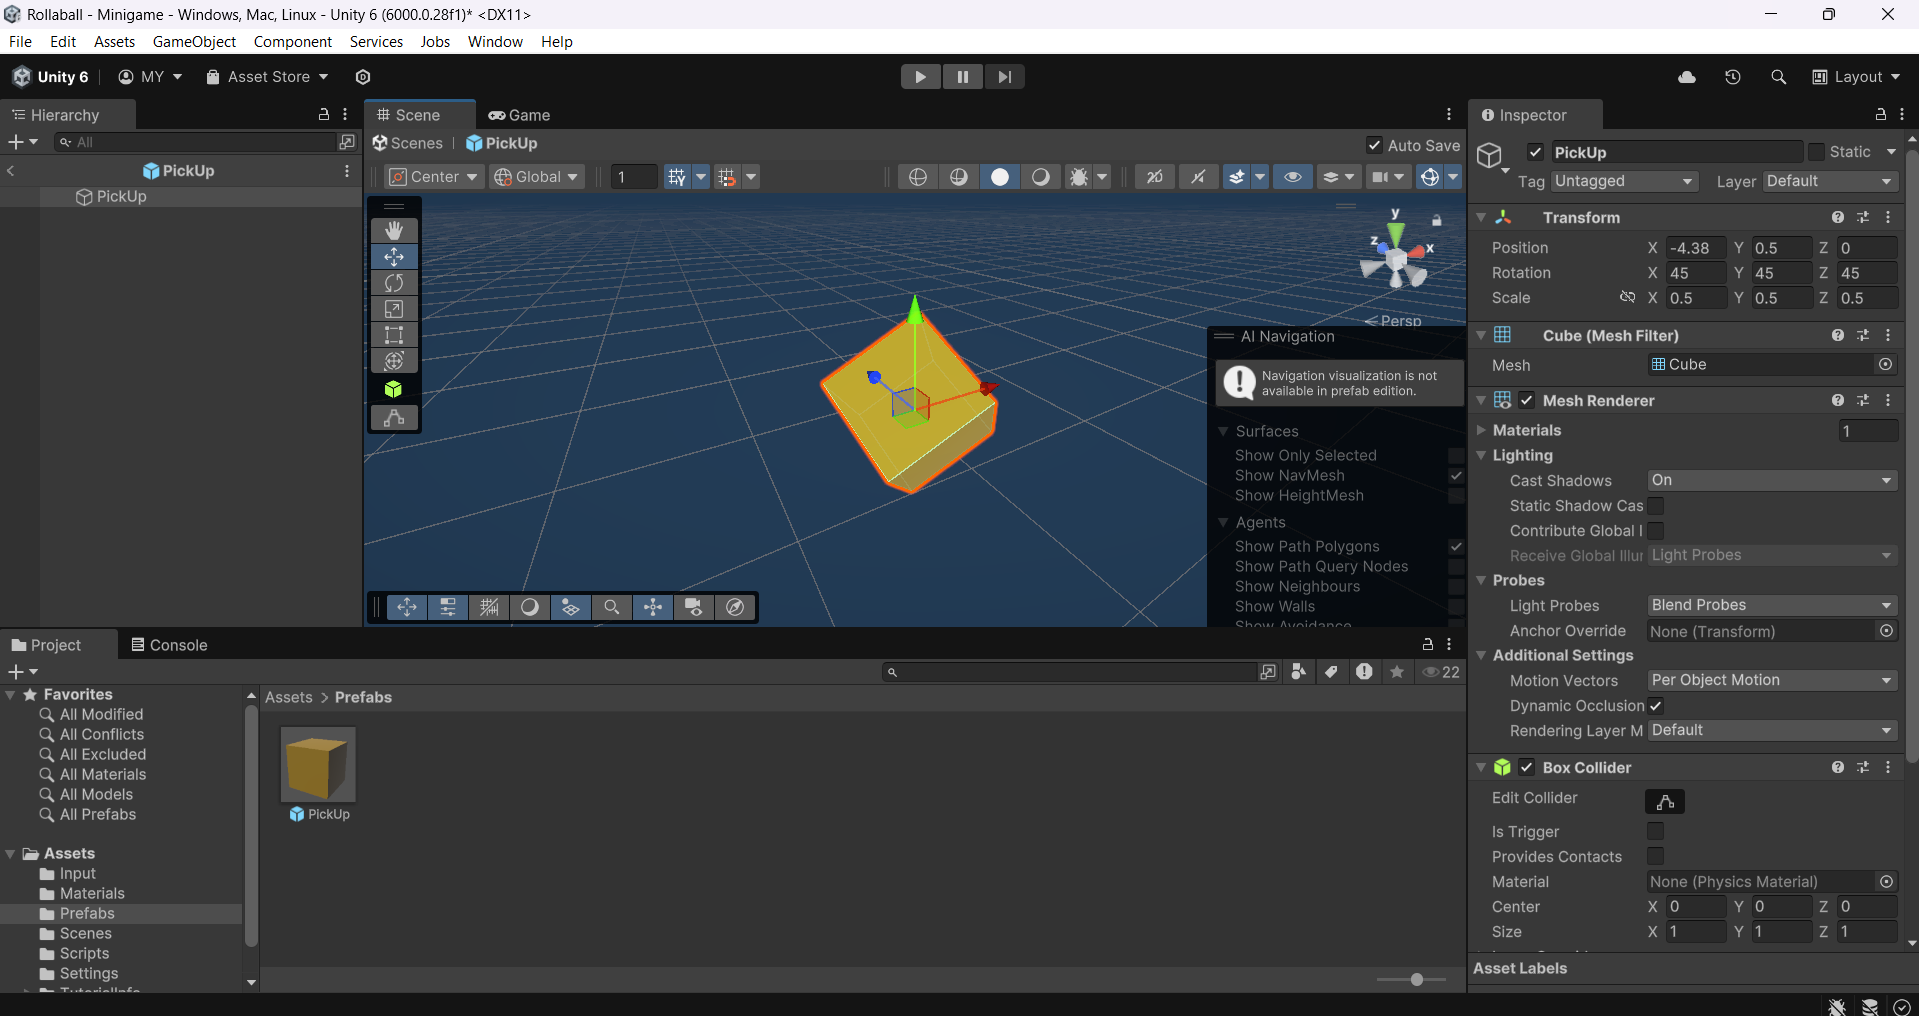 Rollaball - Minigame - Windows, Mac, Linux - Unity 6 (6000.0.28f1)* <DX11>
File Edit Assets GameObject Component Services Jobs Window Help
Unity 6 MY Asset Store Layout
Hierarchy
All
PickUp
PickUp
Scene Game
Scenes PickUp Auto Save
Center Global 1 2D
y
z x
Persp
AI Navigation
Navigation visualization is not
available in prefab edition.
Surfaces
Show Only Selected
Show NavMesh
Show HeightMesh
Agents
Show Path Polygons
Show Path Query Nodes
Show Neighbours
Show Walls
Show Avoidance
Inspector
PickUp Static
Tag Untagged Layer Default
Transform
Position X -4.38 Y 0.5 Z 0
Rotation X 45 Y 45 Z 45
Scale X 0.5 Y 0.5 Z 0.5
Cube (Mesh Filter)
Mesh Cube
Mesh Renderer
Materials 1
Lighting
Cast Shadows On
Static Shadow Cas
Contribute Global I
Receive Global Illur Light Probes
Probes
Light Probes Blend Probes
Anchor Override None (Transform)
Additional Settings
Motion Vectors Per Object Motion
Dynamic Occlusion
Rendering Layer M Default
Box Collider
Edit Collider
Is Trigger
Provides Contacts
Material None (Physics Material)
Center X 0 Y 0 Z 0
Size X 1 Y 1 Z 1
Asset Labels
Project Console
22
Favorites
All Modified
All Conflicts
All Excluded
All Materials
All Models
All Prefabs
Assets
Input
Materials
Prefabs
Scenes
Scripts
Settings
TutorialInfo
Assets > Prefabs
PickUp